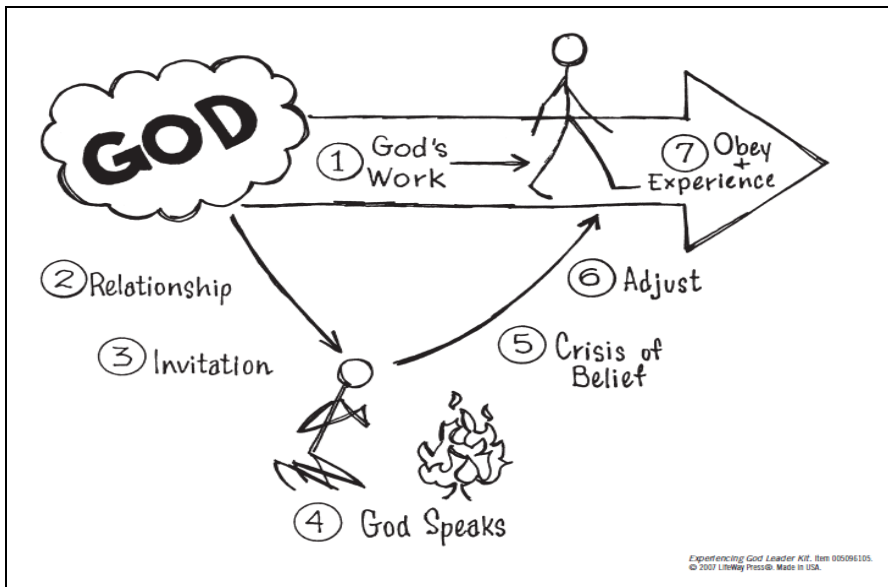 GOD
1 God's
Work
7 Obey
+
Experience
2 Relationship
6 Adjust
3 Invitation
5 Crisis of
Belief
4 God Speaks
Experiencing God Leader Kit. Item 005096105.
© 2007 LifeWay Press®. Made in USA.